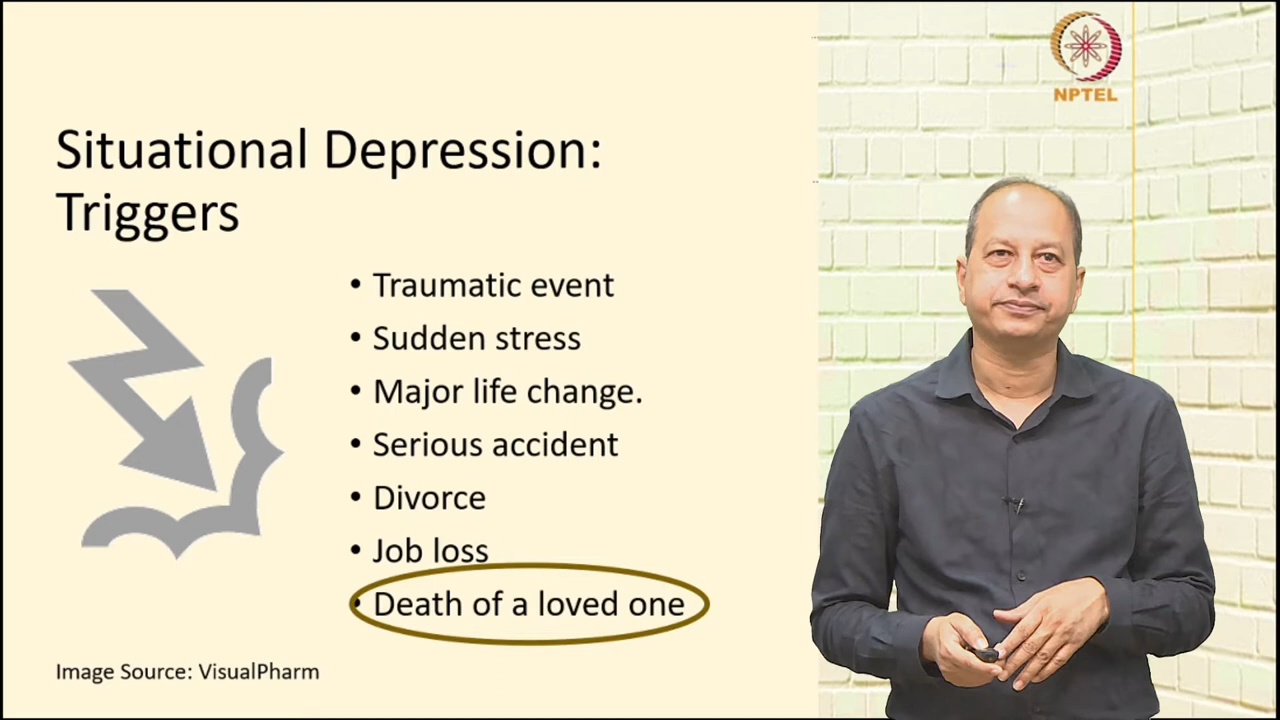 NPTEL
Situational Depression:
Triggers
• Traumatic event
• Sudden stress
• Major life change.
• Serious accident
• Divorce
• Job loss
• Death of a loved one
Image Source: VisualPharm